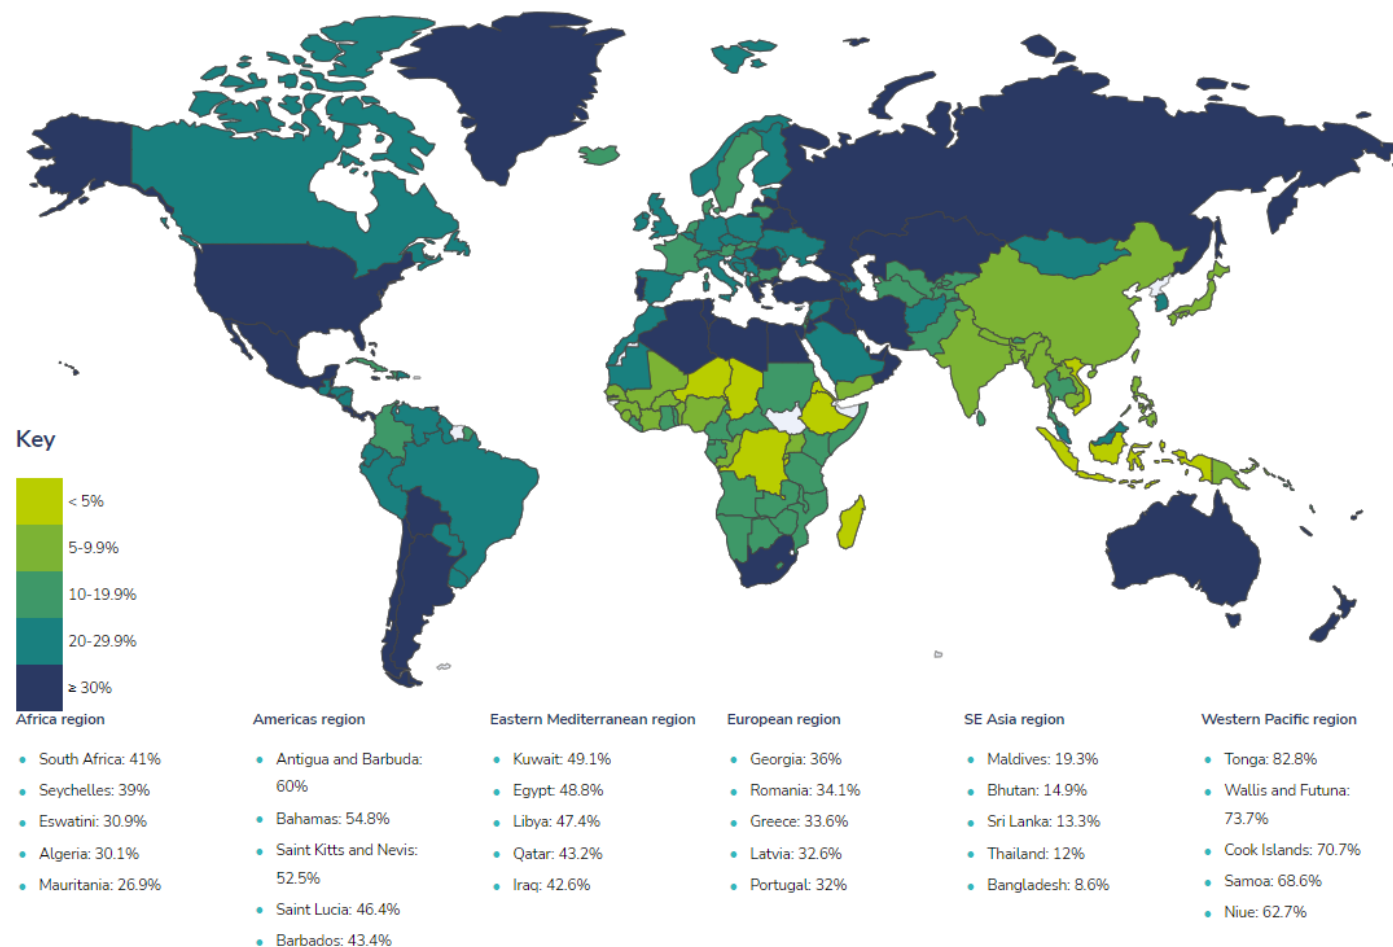 Key
< 5%
5-9.9%
10-19.9%
20-29.9%
≥ 30%
Africa region
South Africa: 41%
Seychelles: 39%
Eswatini: 30.9%
Algeria: 30.1%
Mauritania: 26.9%
Americas region
Antigua and Barbuda:
60%
Bahamas: 54.8%
Saint Kitts and Nevis:
52.5%
Saint Lucia: 46.4%
Barbados: 43.4%
Eastern Mediterranean region
Kuwait: 49.1%
Egypt: 48.8%
Libya: 47.4%
Qatar: 43.2%
Iraq: 42.6%
European region
Georgia: 36%
Romania: 34.1%
Greece: 33.6%
Latvia: 32.6%
Portugal: 32%
SE Asia region
Maldives: 19.3%
Bhutan: 14.9%
Sri Lanka: 13.3%
Thailand: 12%
Bangladesh: 8.6%
Western Pacific region
Tonga: 82.8%
Wallis and Futuna:
73.7%
Cook Islands: 70.7%
Samoa: 68.6%
Niue: 62.7%